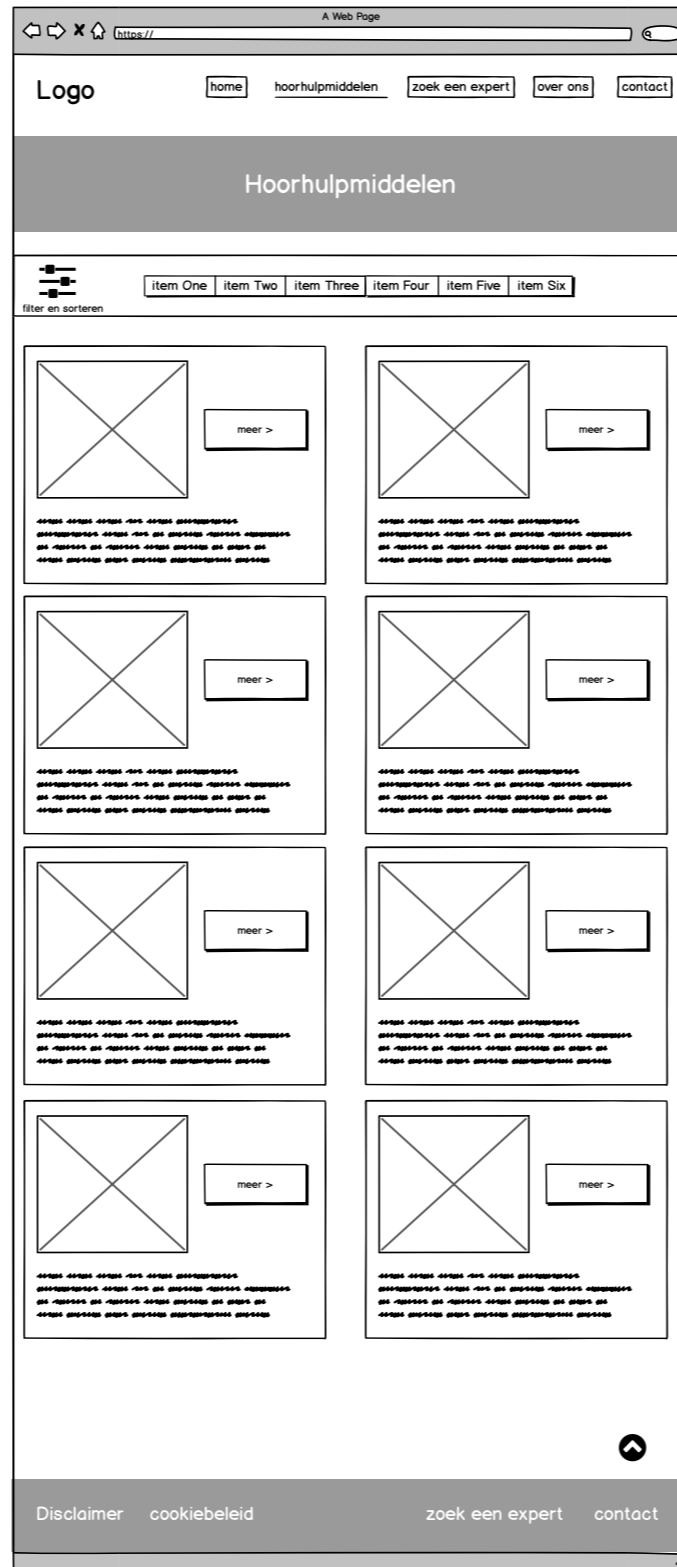 A Web Page
https://
Logo
home hoorhulpmiddelen zoek een expert over ons contact
Hoorhulpmiddelen
filter en sorteren
item One item Two item Three item Four item Five item Six
meer >
meer >
meer >
meer >
meer >
meer >
meer >
meer >
Disclaimer cookiebeleid zoek een expert contact